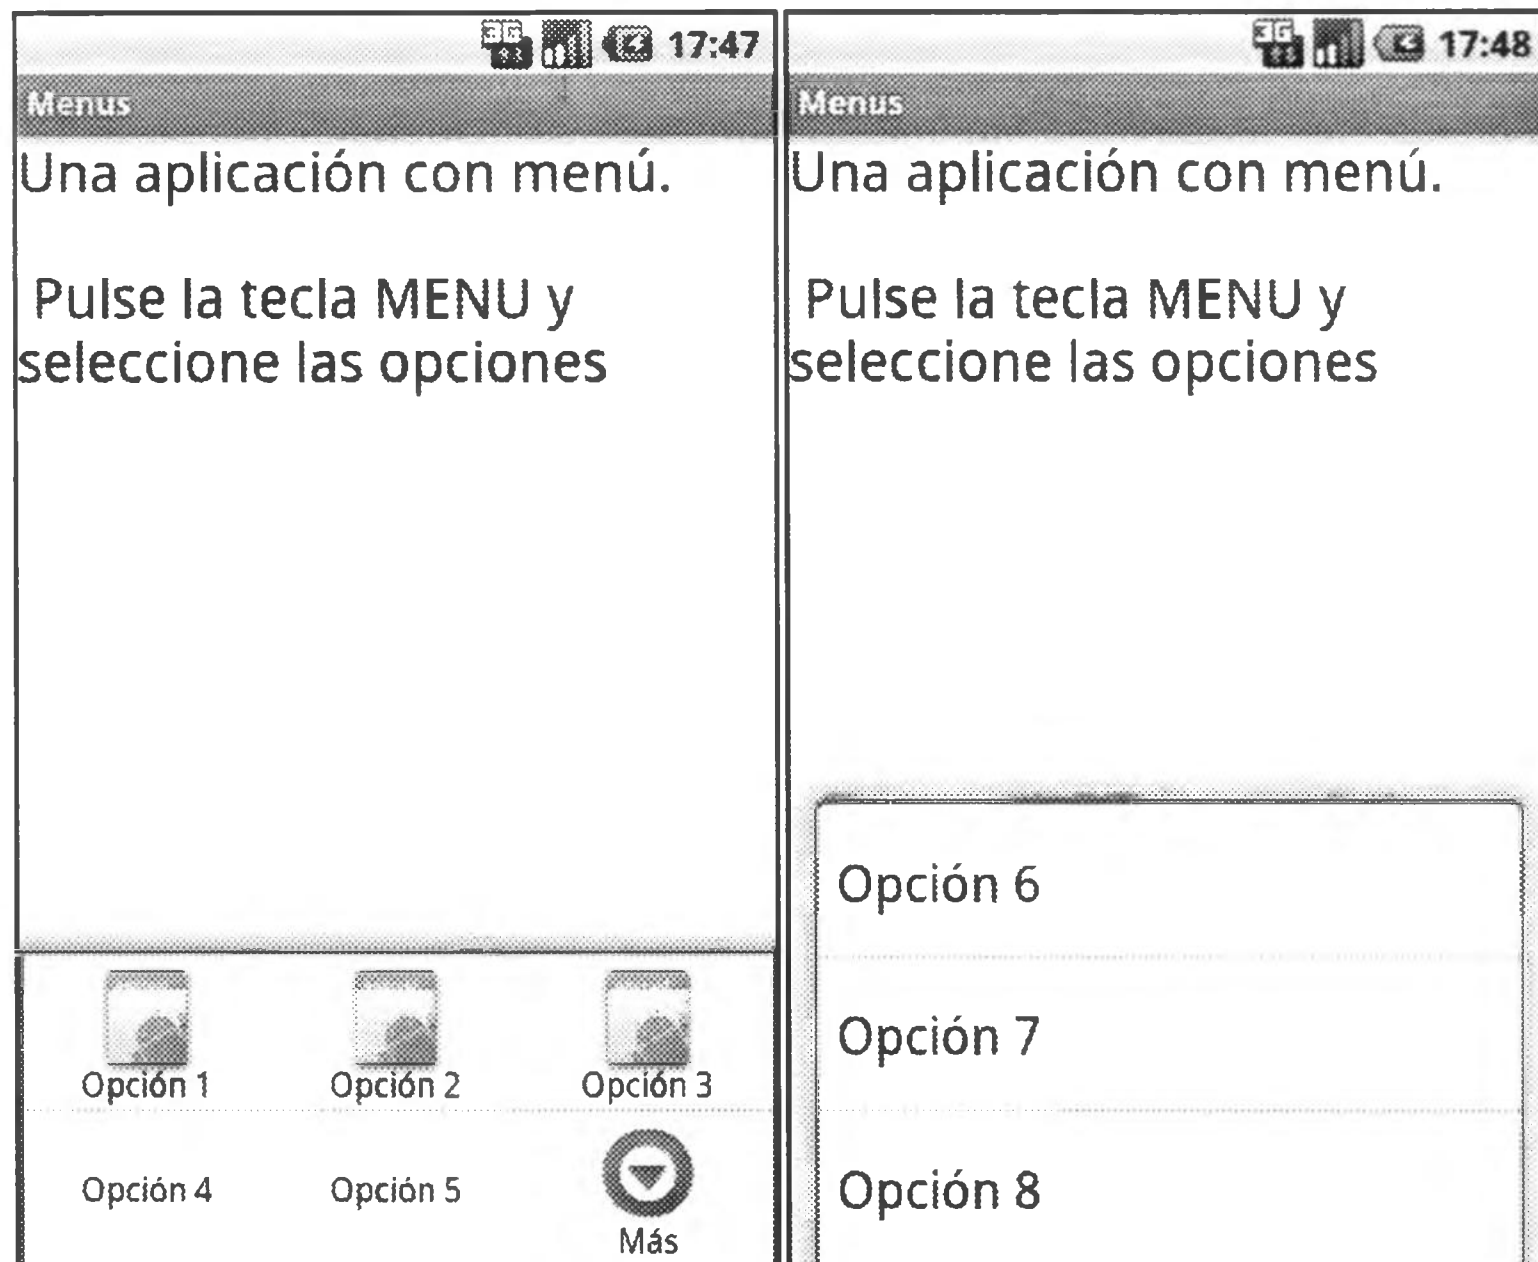 3G 17:47
Menus
Una aplicación con menú.
Pulse la tecla MENU y
seleccione las opciones
Opción 1 Opción 2 Opción 3
Opción 4 Opción 5
Más
3G 17:48
Menus
Una aplicación con menú.
Pulse la tecla MENU y
seleccione las opciones
Opción 6
Opción 7
Opción 8